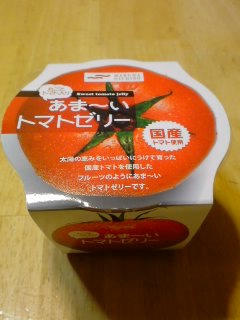 MARUHA NICHIRO
Sweet tomato jelly
あま〜い
トマトゼリー
国産
トマト使用
太陽の恵みをいっぱいにうけて育った
国産トマトを使用した
フルーツのようにあま〜い
トマトゼリーです。
あま〜い
トマトゼリー